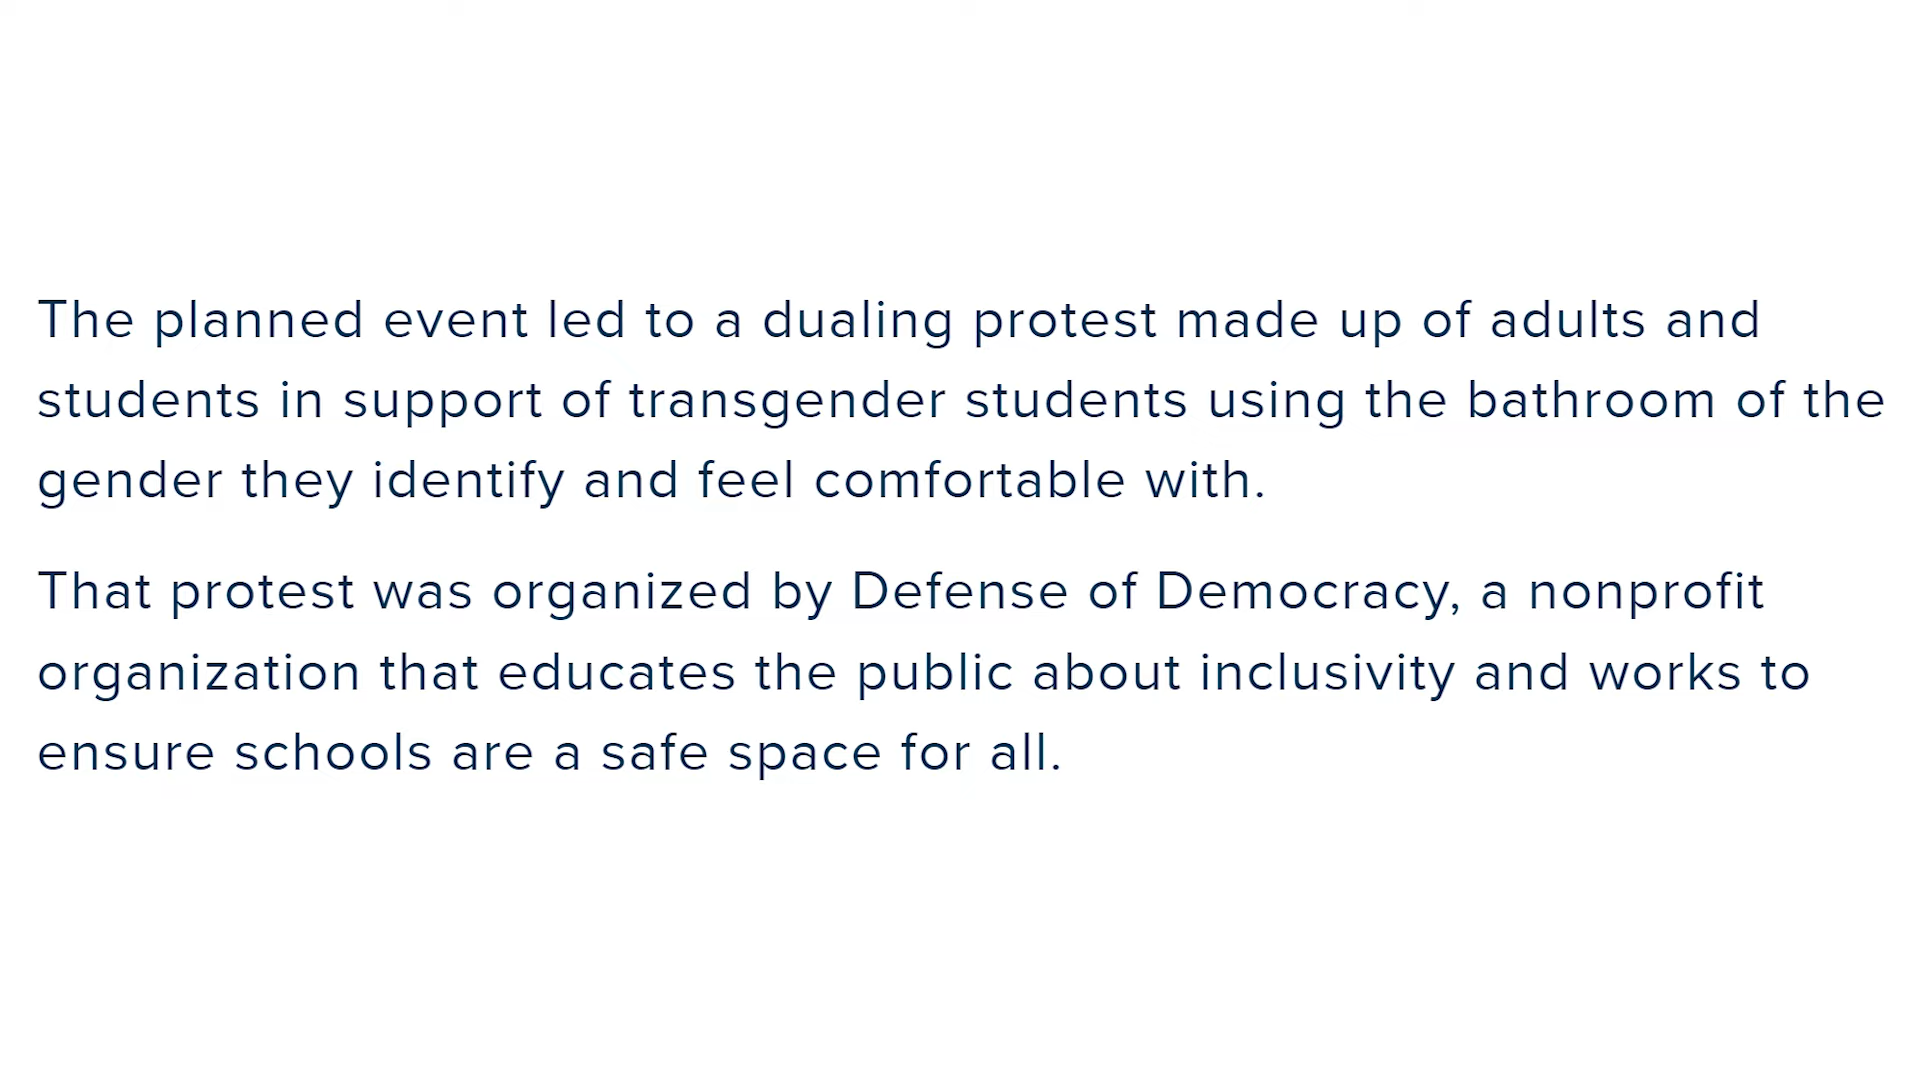 The planned event led to a dualing protest made up of adults and
students in support of transgender students using the bathroom of the
gender they identify and feel comfortable with.
That protest was organized by Defense of Democracy, a nonprofit
organization that educates the public about inclusivity and works to
ensure schools are a safe space for all.